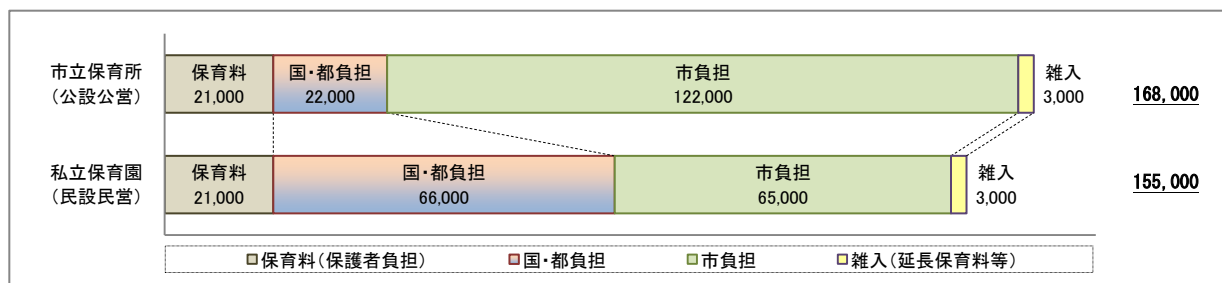 市立保育所
（公設公営）
保育料
21,000
国・都負担
22,000
市負担
122,000
雑入
3,000
168,000
私立保育園
（民設民営）
保育料
21,000
国・都負担
66,000
市負担
65,000
雑入
3,000
155,000
保育料（保護者負担） 国・都負担 市負担 雑入（延長保育料等）